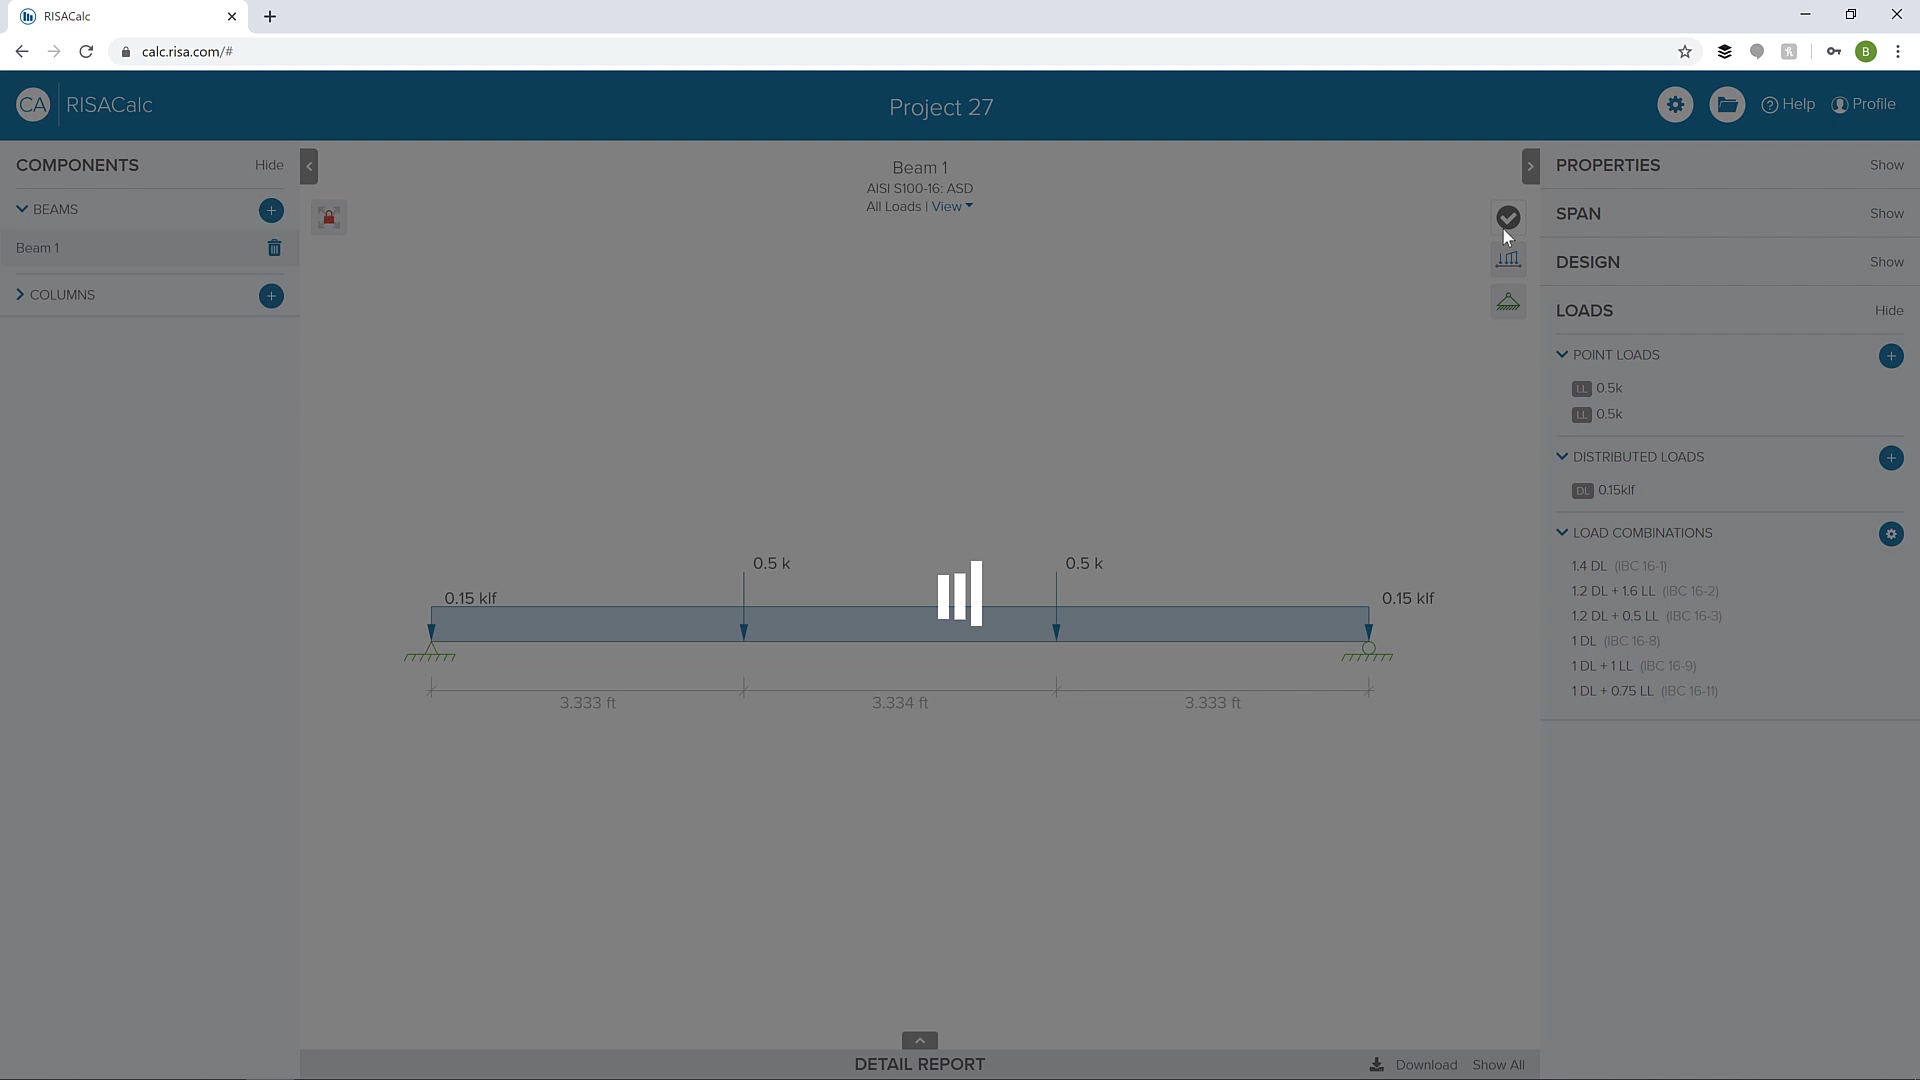 RISACalc
calc.risa.com/#
B
CA RISACalc
Project 27
Help
Profile
COMPONENTS Hide
BEAMS
Beam 1
COLUMNS
Beam 1
AISI S100-16: ASD
All Loads | View
0.15 klf
0.5 k
0.5 k
0.15 klf
3.333 ft
3.334 ft
3.333 ft
PROPERTIES Show
SPAN Show
DESIGN Show
LOADS Hide
POINT LOADS
LL 0.5k
LL 0.5k
DISTRIBUTED LOADS
DL 0.15klf
LOAD COMBINATIONS
1.4 DL (IBC 16-1)
1.2 DL + 1.6 LL (IBC 16-2)
1.2 DL + 0.5 LL (IBC 16-3)
1 DL (IBC 16-8)
1 DL + 1 LL (IBC 16-9)
1 DL + 0.75 LL (IBC 16-11)
DETAIL REPORT
Download
Show All